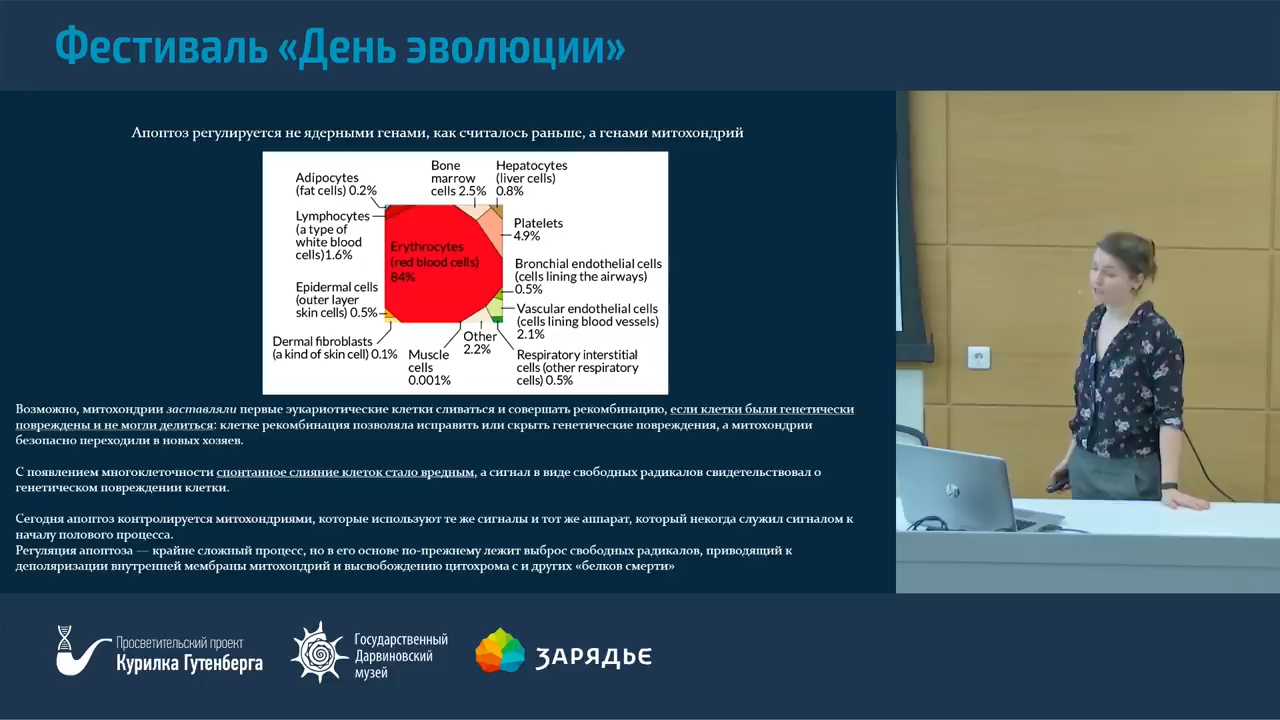 Фестиваль «День эволюции»
Апоптоз регулируется не ядерными генами, как считалось раньше, а генами митохондрий
Adipocytes
(fat cells) 0.2%
Bone
marrow
cells 2.5%
Hepatocytes
(liver cells)
0.8%
Lymphocytes
(a type of
white blood
cells)1.6%
Platelets
4.9%
Erythrocytes
(red blood cells)
84%
Bronchial endothelial cells
(cells lining the airways)
0.5%
Epidermal cells
(outer layer
skin cells) 0.5%
Vascular endothelial cells
(cells lining blood vessels)
2.1%
Dermal fibroblasts
(a kind of skin cell) 0.1%
Muscle
cells
0.001%
Other
2.2%
Respiratory interstitial
cells (other respiratory
cells) 0.5%
Возможно, митохондрии заставляли первые эукариотические клетки сливаться и совершать рекомбинацию, если клетки были генетически
повреждены и не могли делиться: клетке рекомбинация позволяла исправить или скрыть генетические повреждения, а митохондрии
безопасно переходили в новых хозяев.
С появлением многоклеточности спонтанное слияние клеток стало вредным, а сигнал в виде свободных радикалов свидетельствовал о
генетическом повреждении клетки.
Сегодня апоптоз контролируется митохондриями, которые используют те же сигналы и тот же аппарат, который некогда служил сигналом к
началу полового процесса.
Регуляция апоптоза — крайне сложный процесс, но в его основе по-прежнему лежит выброс свободных радикалов, приводящий к
деполяризации внутренней мембраны митохондрий и высвобождению цитохрома с и других «белков смерти»
Просветительский проект
Курилка Гутенберга
Государственный
Дарвиновский
музей
ЗАРЯДЬЕ
hp